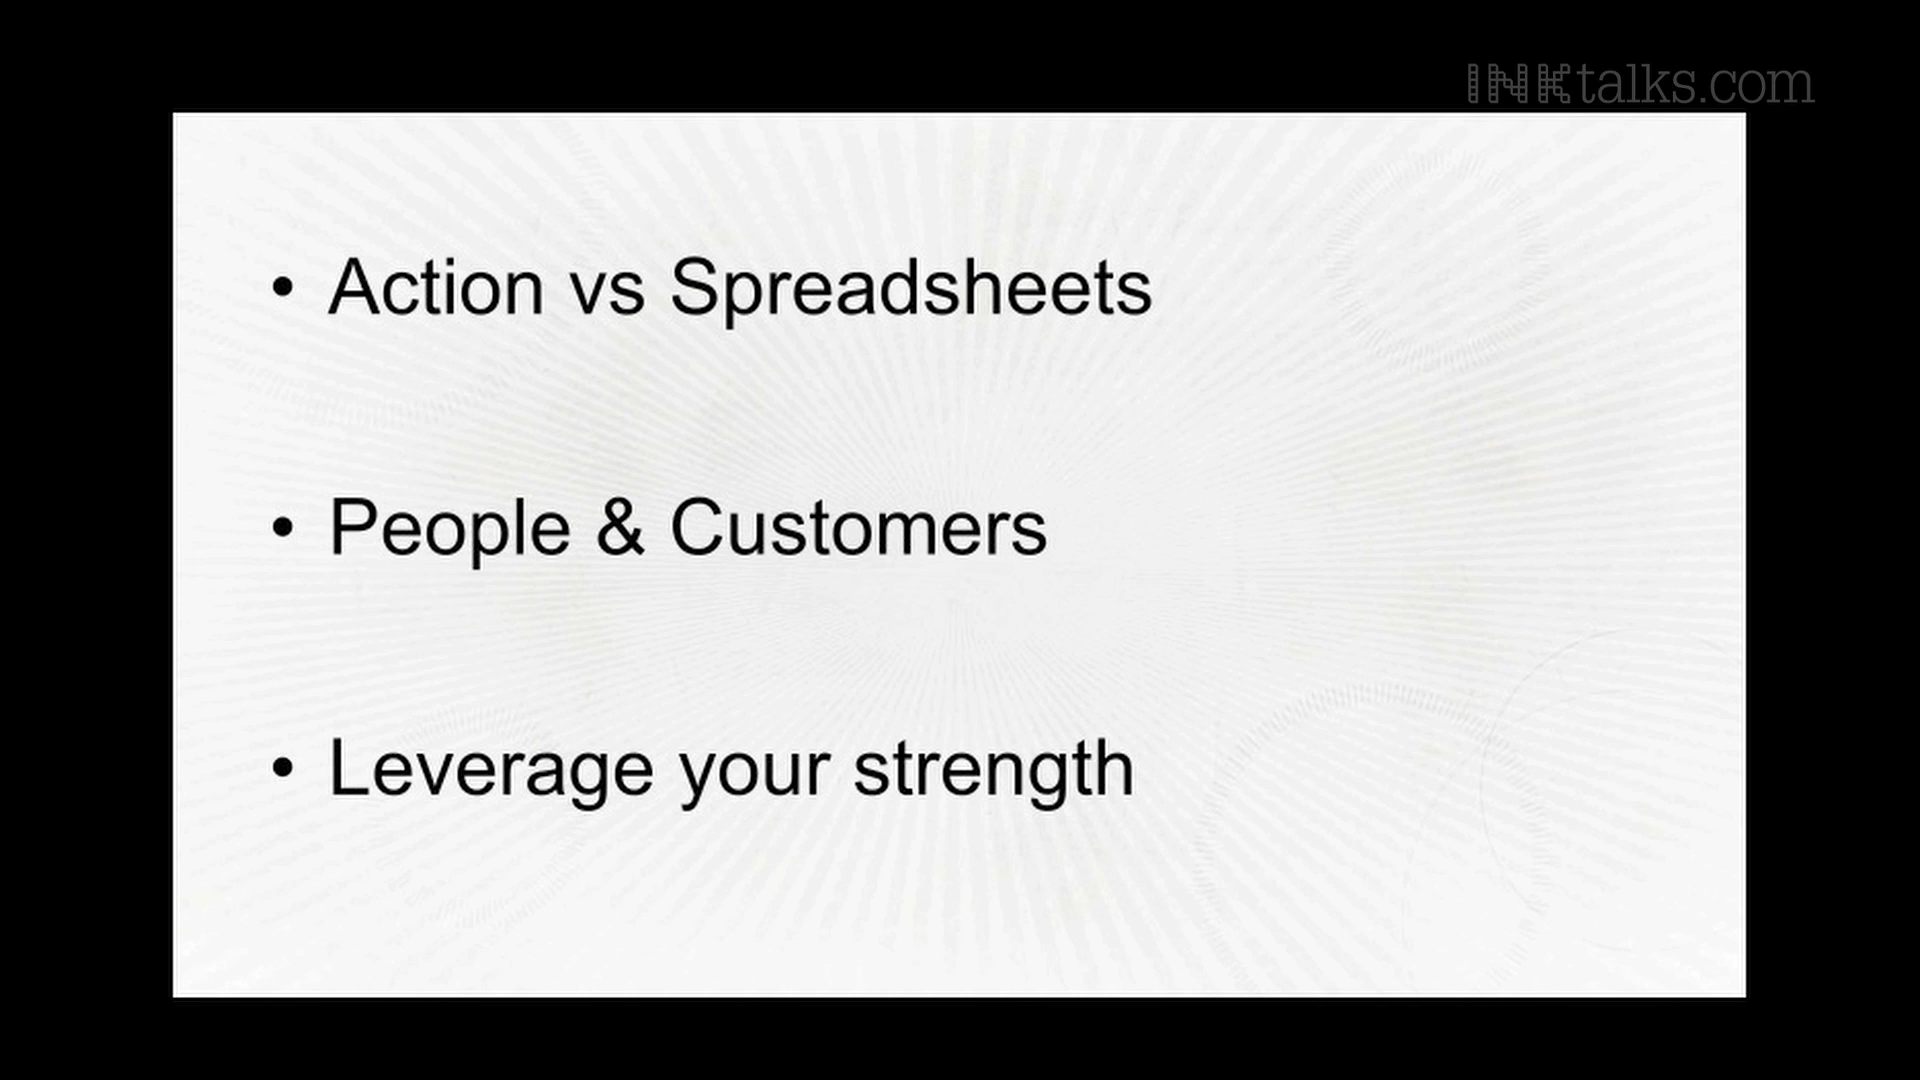 INKtalks.com
• Action vs Spreadsheets
• People & Customers
• Leverage your strength